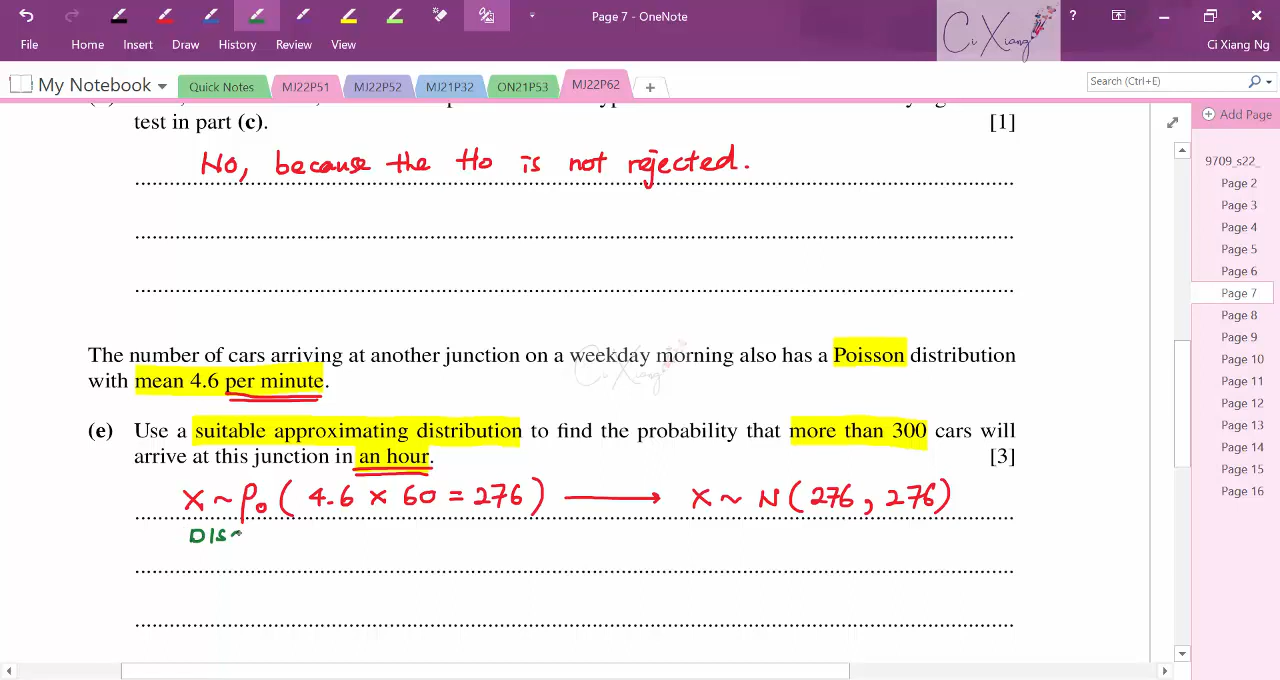 Page 7 - OneNote
Ci Xiang
?
File Home Insert Draw History Review View
Ci Xiang Ng
My Notebook Quick Notes MJ22P51 MJ22P52 MJ21P32 ON21P53 MJ22P62
Search (Ctrl+E)
Add Page
test in part (c). [1]
No, because the Ho is not rejected.
The number of cars arriving at another junction on a weekday morning also has a Poisson distribution
with mean 4.6 per minute.
Ci Xiang
(e) Use a suitable approximating distribution to find the probability that more than 300 cars will
arrive at this junction in an hour. [3]
X ~ Po ( 4.6 × 60 = 276 ) → X ~ N ( 276 , 276 )
DIS
9709_s22_
Page 2
Page 3
Page 4
Page 5
Page 6
Page 7
Page 8
Page 9
Page 10
Page 11
Page 12
Page 13
Page 14
Page 15
Page 16